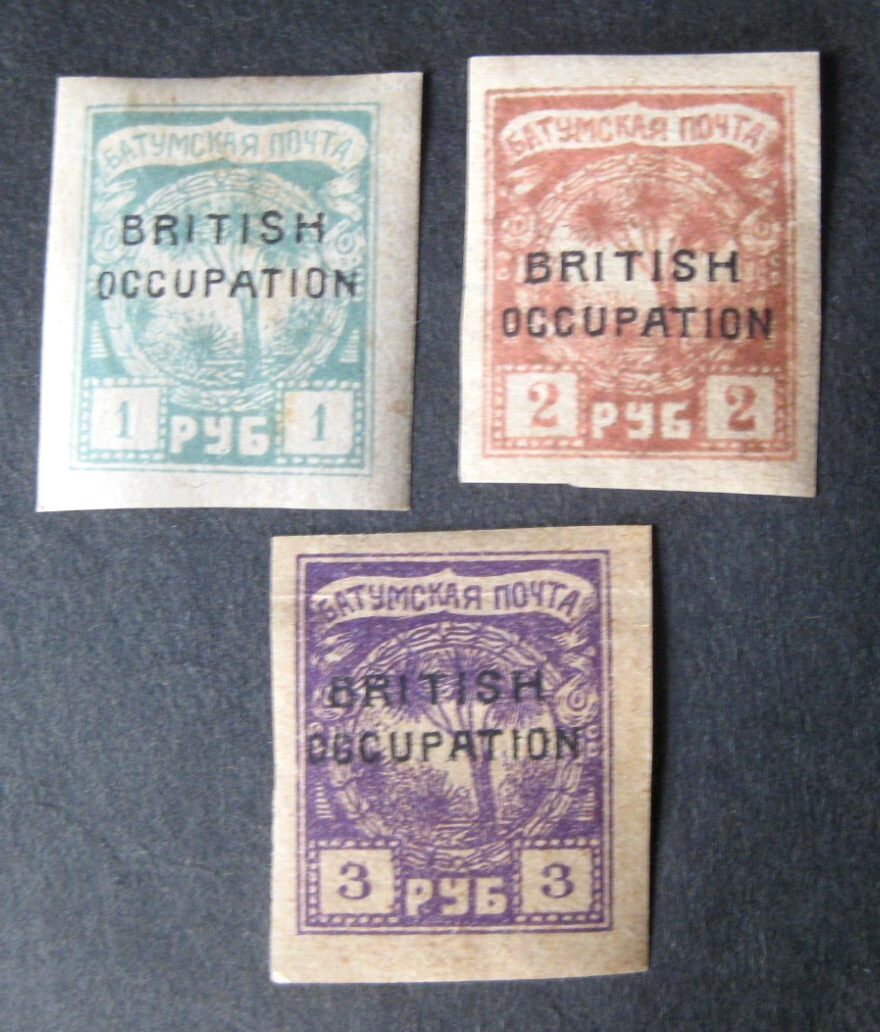 БАТУМСКАЯ ПОЧТА
BRITISH
OCCUPATION
1 РУБ 1
БАТУМСКАЯ ПОЧТА
BRITISH
OCCUPATION
2 РУБ 2
БАТУМСКАЯ ПОЧТА
BRITISH
OCCUPATION
3 РУБ 3